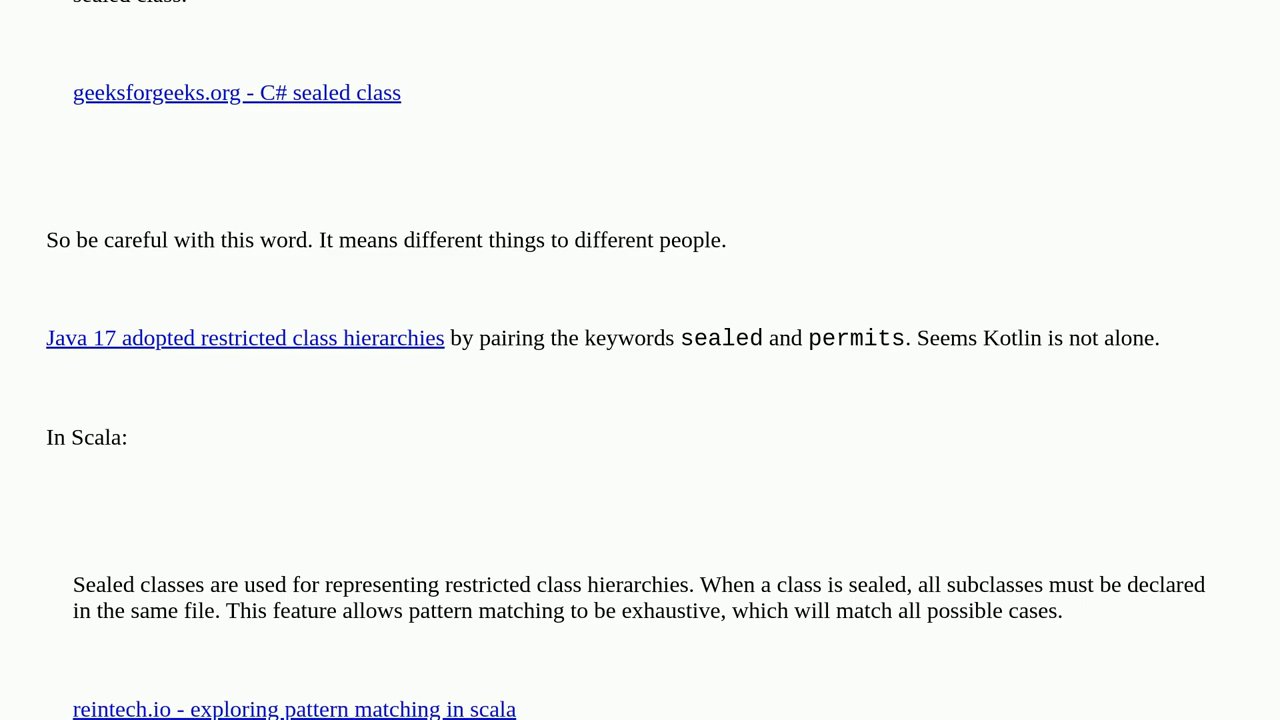 sealed class.
geeksforgeeks.org - C# sealed class
So be careful with this word. It means different things to different people.
Java 17 adopted restricted class hierarchies by pairing the keywords sealed and permits. Seems Kotlin is not alone.
In Scala:
Sealed classes are used for representing restricted class hierarchies. When a class is sealed, all subclasses must be declared
in the same file. This feature allows pattern matching to be exhaustive, which will match all possible cases.
reintech.io - exploring pattern matching in scala